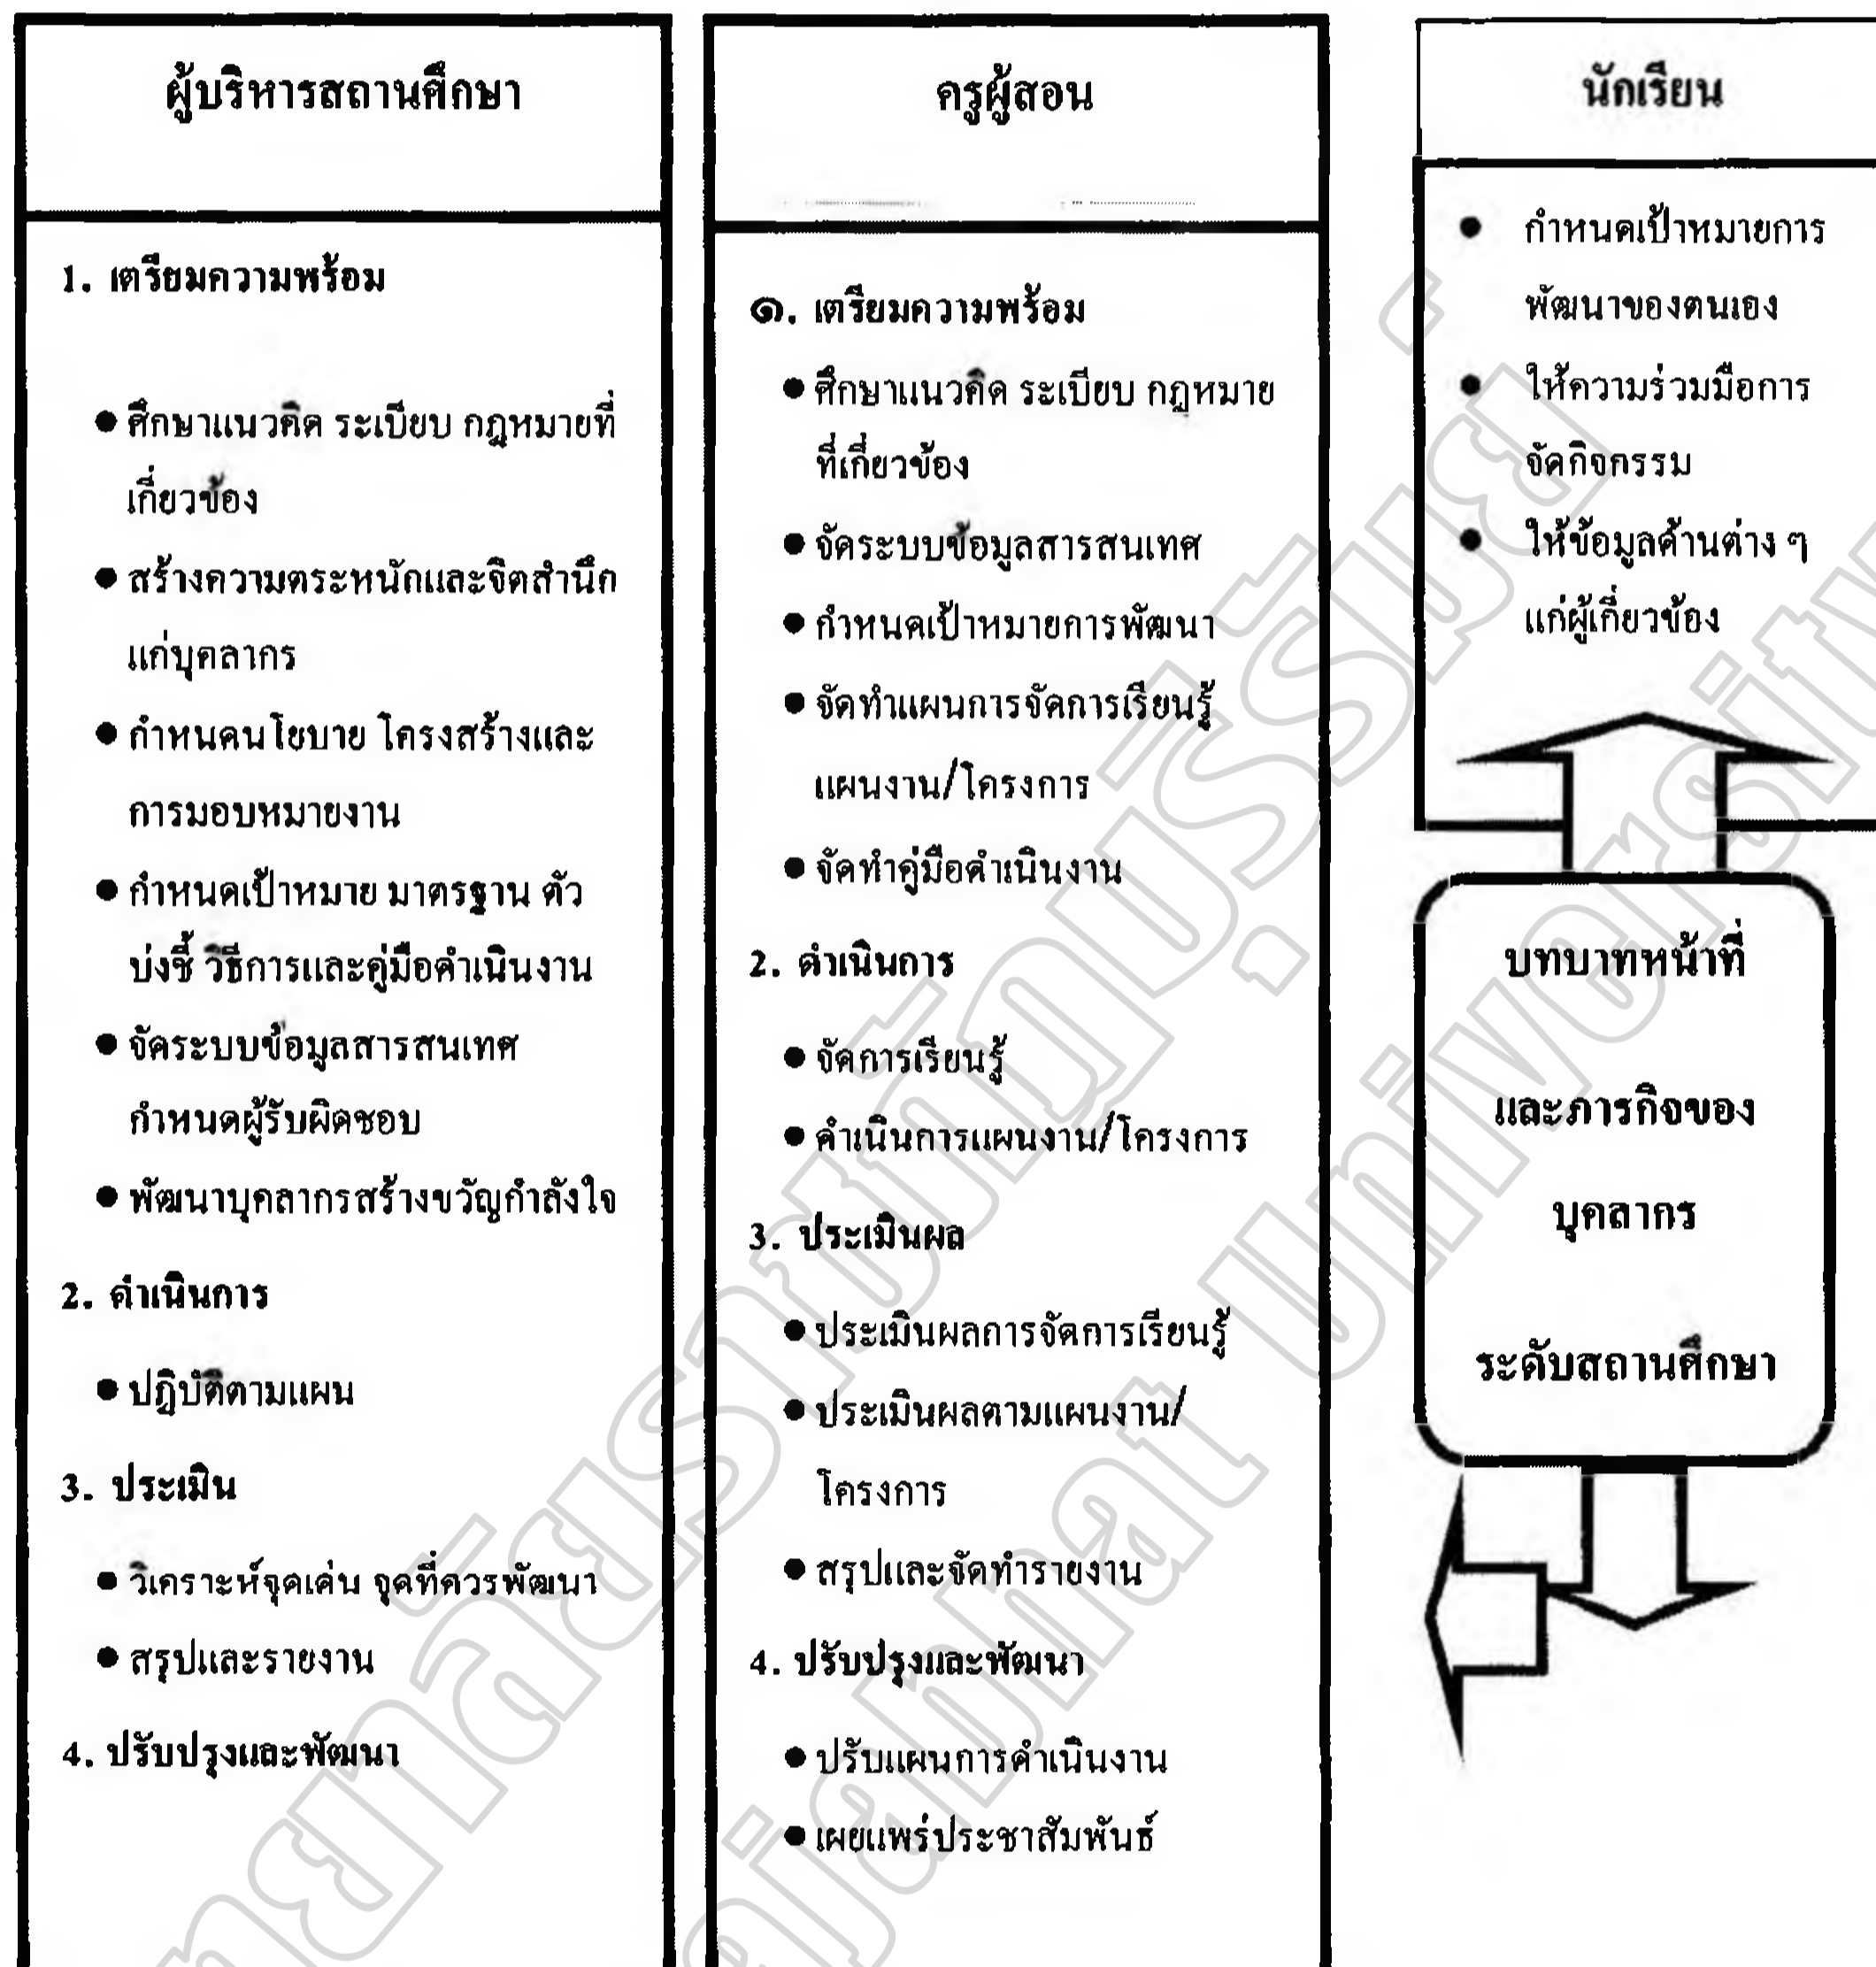 ผู้บริหารสถานศึกษา
1. เตรียมความพร้อม
● ศึกษาแนวคิด ระเบียบ กฎหมายที่
เกี่ยวข้อง
● สร้างความตระหนักและจิตสำนึก
แก่บุคลากร
● กำหนดนโยบาย โครงสร้างและ
การมอบหมายงาน
● กำหนดเป้าหมาย มาตรฐาน ตัว
บ่งชี้ วิธีการและคู่มือดำเนินงาน
● จัดระบบข้อมูลสารสนเทศ
กำหนดผู้รับผิดชอบ
● พัฒนาบุคลากรสร้างขวัญกำลังใจ
2. ดำเนินการ
● ปฏิบัติตามแผน
3. ประเมิน
● วิเคราะห์จุดเด่น จุดที่ควรพัฒนา
● สรุปและรายงาน
4. ปรับปรุงและพัฒนา
ครูผู้สอน
๑. เตรียมความพร้อม
● ศึกษาแนวคิด ระเบียบ กฎหมาย
ที่เกี่ยวข้อง
● จัดระบบข้อมูลสารสนเทศ
● กำหนดเป้าหมายการพัฒนา
● จัดทำแผนการจัดการเรียนรู้
แผนงาน/โครงการ
● จัดทำคู่มือดำเนินงาน
2. ดำเนินการ
● จัดการเรียนรู้
● ดำเนินการแผนงาน/โครงการ
3. ประเมินผล
● ประเมินผลการจัดการเรียนรู้
● ประเมินผลตามแผนงาน/
โครงการ
● สรุปและจัดทำรายงาน
4. ปรับปรุงและพัฒนา
● ปรับแผนการดำเนินงาน
● เผยแพร่ประชาสัมพันธ์
นักเรียน
● กำหนดเป้าหมายการ
พัฒนาของตนเอง
● ให้ความร่วมมือการ
จัดกิจกรรม
● ให้ข้อมูลด้านต่าง ๆ
แก่ผู้เกี่ยวข้อง
บทบาทหน้าที่
และภารกิจของ
บุคลากร
ระดับสถานศึกษา